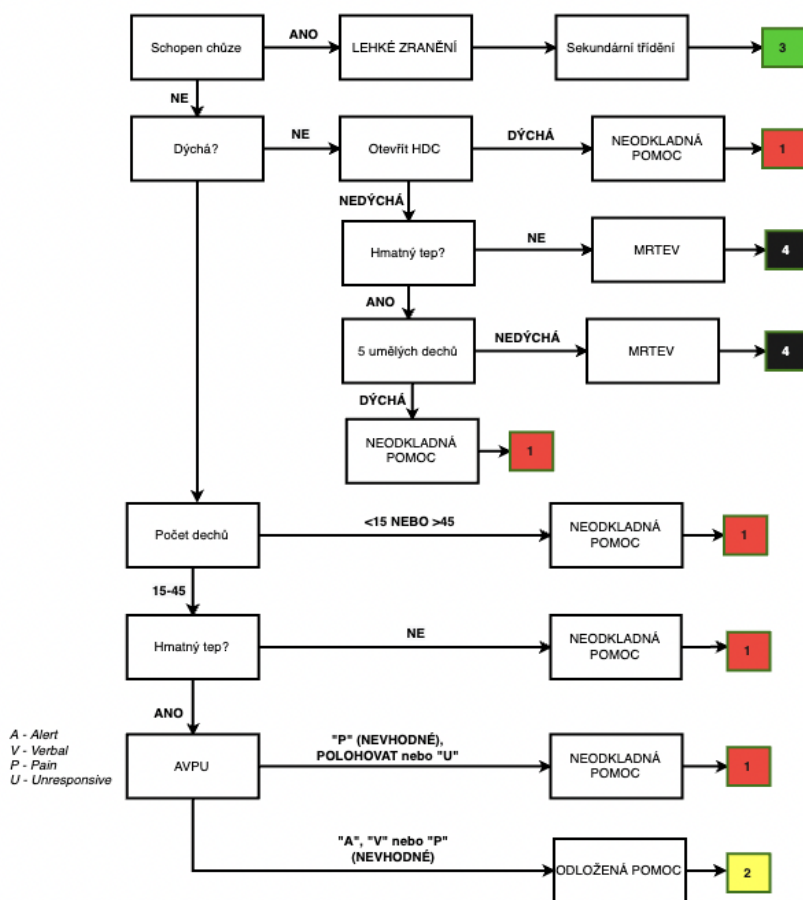 Schopen chůze
ANO
LEHKÉ ZRANĚNÍ
Sekundární třídění
3
NE
Dýchá?
NE
Otevřít HDC
DÝCHÁ
NEODKLADNÁ
POMOC
1
NEDÝCHÁ
Hmatný tep?
NE
MRTEV
4
ANO
5 umělých dechů
NEDÝCHÁ
MRTEV
4
DÝCHÁ
NEODKLADNÁ
POMOC
1
Počet dechů
<15 NEBO >45
NEODKLADNÁ
POMOC
1
15-45
Hmatný tep?
NE
NEODKLADNÁ
POMOC
1
ANO
A - Alert
V - Verbal
P - Pain
U - Unresponsive
AVPU
"P" (NEVHODNÉ),
POLOHOVAT nebo "U"
NEODKLADNÁ
POMOC
1
"A", "V" nebo "P"
(NEVHODNÉ)
ODLOŽENÁ POMOC
2